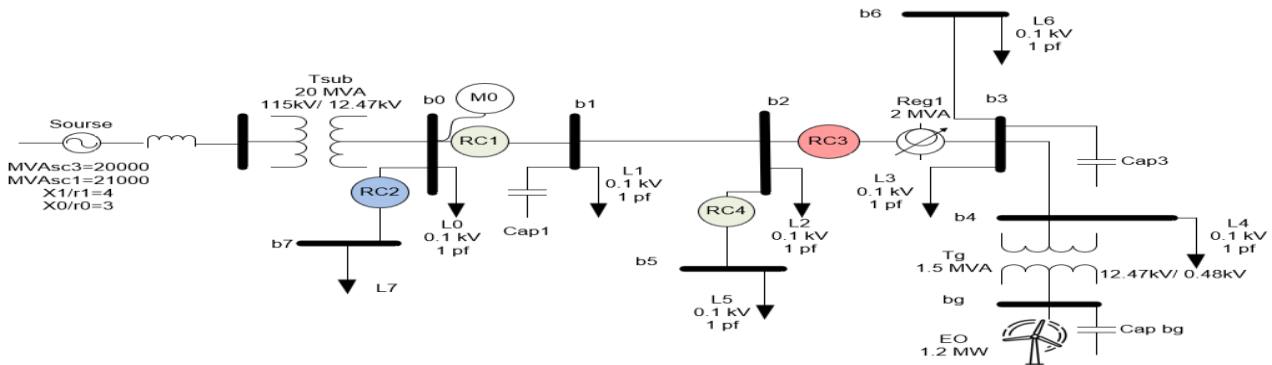 Sourse
MVAsc3=20000
MVAsc1=21000
X1/r1=4
X0/r0=3
Tsub
20 MVA
115kV/ 12.47kV
b0
M0
RC1
RC2
b7
L7
L0
0.1 kV
1 pf
Cap1
b1
L1
0.1 kV
1 pf
b2
RC3
RC4
L2
0.1 kV
1 pf
b5
L5
0.1 kV
1 pf
Reg1
2 MVA
b3
L3
0.1 kV
1 pf
b6
L6
0.1 kV
1 pf
Cap3
b4
L4
0.1 kV
1 pf
Tg
1.5 MVA
12.47kV/ 0.48kV
bg
EO
1.2 MW
Cap bg